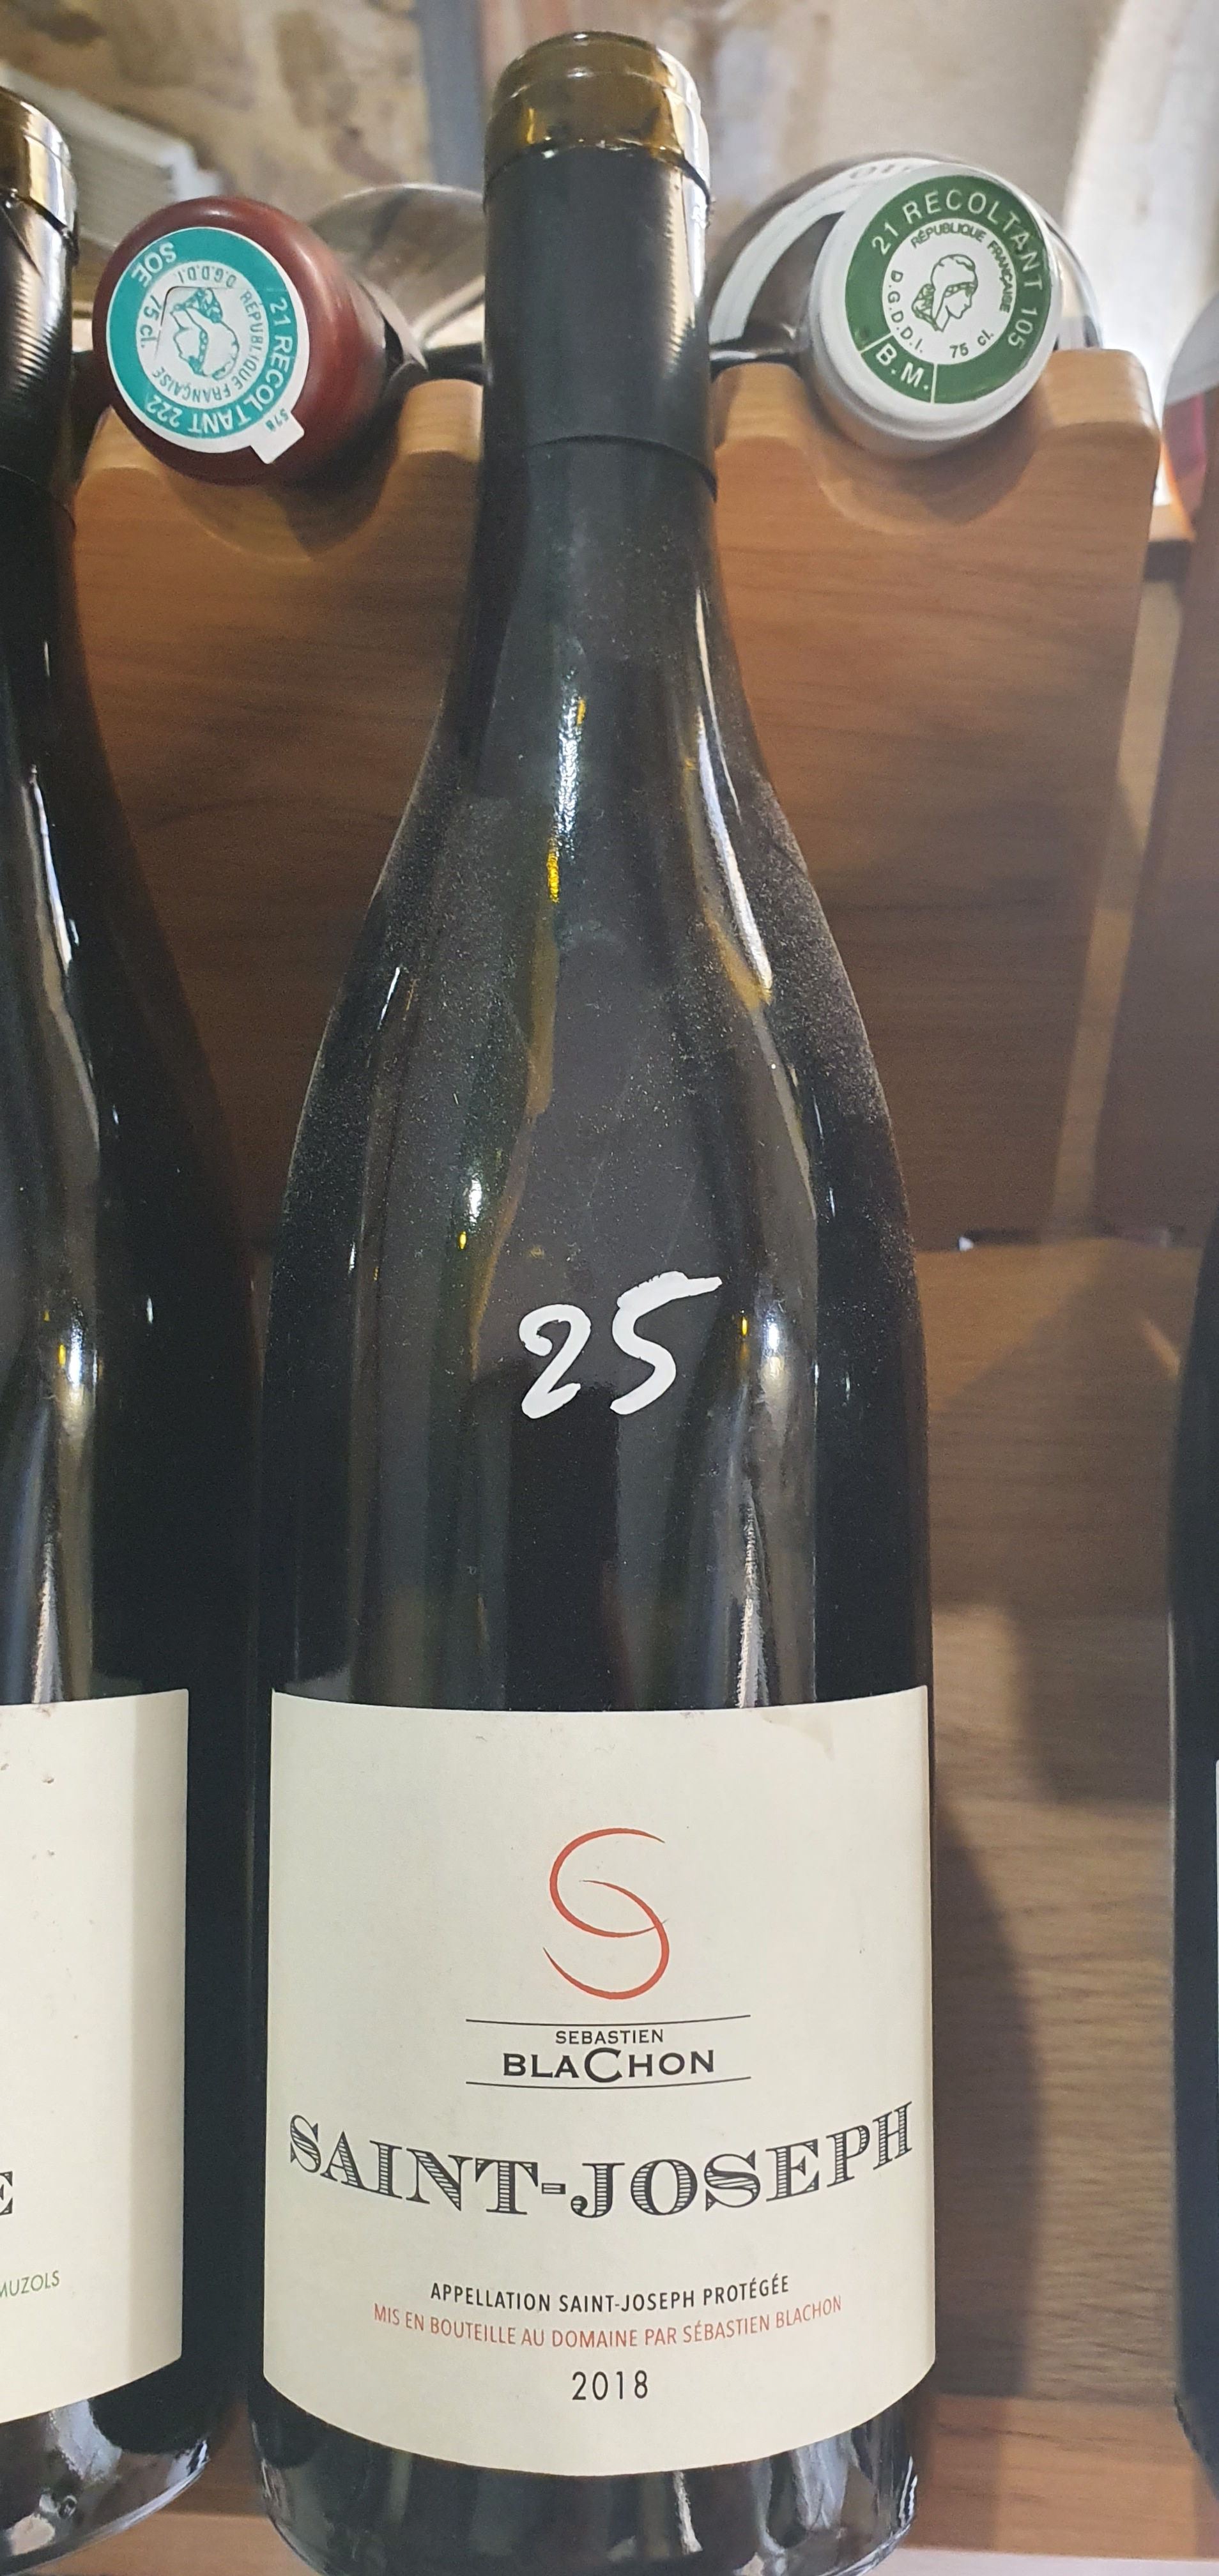 21 RECOLTANT 222
SOE
RÉPUBLIQUE FRANÇAISE
D.G.D.D.I.
75 cl.
21 RECOLTANT 105
RÉPUBLIQUE FRANÇAISE
D.G.D.D.I.
75 cl.
B.M.
25
S
SEBASTIEN
BLACHON
SAINT-JOSEPH
APPELLATION SAINT-JOSEPH PROTÉGÉE
MIS EN BOUTEILLE AU DOMAINE PAR SÉBASTIEN BLACHON
2018
E
MUZOLS